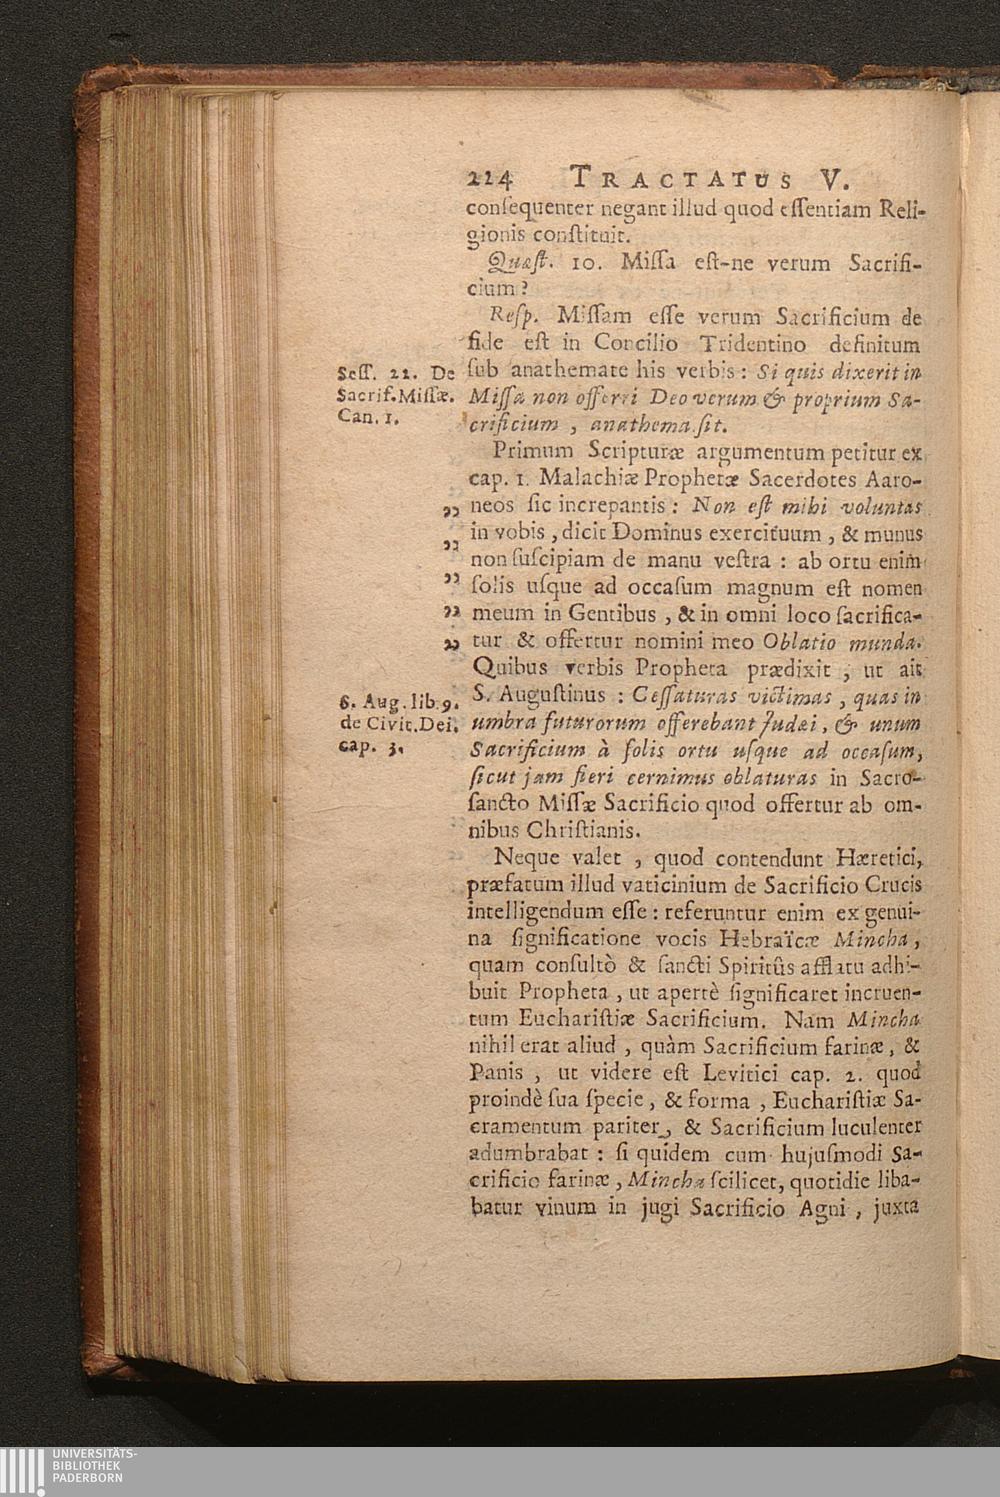 224 TRACTATUS V.
conſequenter negant illud quod eſſentiam Reli-
gionis conſtituit.
Quæſt. 10. Miſſa eſt-ne verum Sacrifi-
cium?
Reſp. Miſſam eſſe verum Sacrificium de
fide eſt in Concilio Tridentino definitum
Seſſ. 22. De
Sacrif. Miſſæ.
Can. 1.
ſub anathemate his verbis: Si quis dixerit in
Miſſa non offerri Deo verum & proprium Sa-
crificium, anathema ſit.
Primum Scripturæ argumentum petitur ex
cap. 1. Malachiæ Prophetæ Sacerdotes Aaro-
„ neos ſic increpantis: Non eſt mihi voluntas
„ in vobis, dicit Dominus exercituum, & munus
non ſuſcipiam de manu veſtra: ab ortu enim
„ ſolis uſque ad occaſum magnum eſt nomen
„ meum in Gentibus, & in omni loco ſacrifica-
„ tur & offertur nomini meo Oblatio munda.
Quibus verbis Propheta prædixit, ut ait
S. Aug. lib. 9.
de Civit. Dei.
cap. 3.
S. Auguſtinus: Ceſſaturas victimas, quas in
umbra futurorum offerebant Judæi, & unum
Sacrificium à ſolis ortu uſque ad occaſum,
ſicut jam fieri cernimus oblaturas in Sacro-
ſancto Miſſæ Sacrificio quod offertur ab om-
nibus Chriſtianis.
Neque valet, quod contendunt Hæretici,
præfatum illud vaticinium de Sacrificio Crucis
intelligendum eſſe: referuntur enim ex genui-
na ſignificatione vocis Hebraïcæ Mincha,
quam conſultò & ſancti Spiritûs afflatu adhi-
buit Propheta, ut apertè ſignificaret incruen-
tum Euchariſtiæ Sacrificium. Nam Mincha
nihil erat aliud, quàm Sacrificium farinæ, &
Panis, ut videre eſt Levitici cap. 2. quod
proindè ſua ſpecie, & forma, Euchariſtiæ Sa-
cramentum pariter, & Sacrificium luculenter
adumbrabat: ſi quidem cum hujuſmodi Sa-
crificio farinæ, Mincha ſcilicet, quotidie liba-
batur vinum in jugi Sacrificio Agni, juxta
UNIVERSITÄTS-
BIBLIOTHEK
PADERBORN